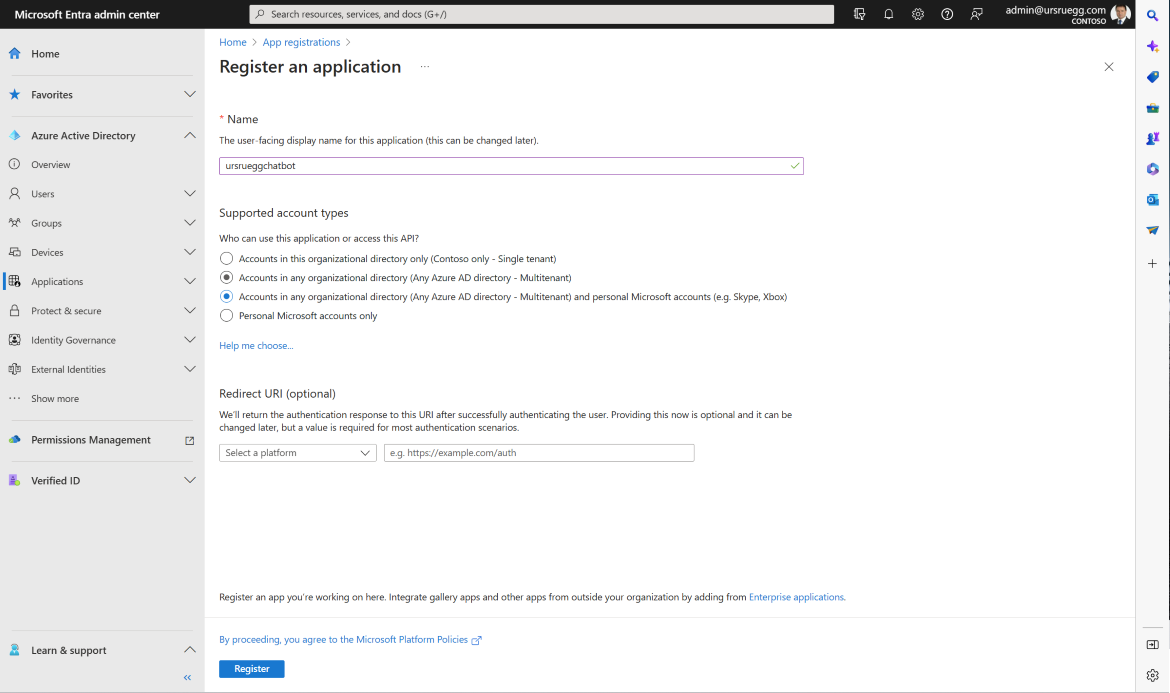 Microsoft Entra admin center
Search resources, services, and docs (G+/)
admin@ursruegg.com
CONTOSO
Home
Favorites
Azure Active Directory
Overview
Users
Groups
Devices
Applications
Protect & secure
Identity Governance
External Identities
Show more
Permissions Management
Verified ID
Learn & support
Home > App registrations >
Register an application
* Name
The user-facing display name for this application (this can be changed later).
ursrueggchatbot
Supported account types
Who can use this application or access this API?
Accounts in this organizational directory only (Contoso only - Single tenant)
Accounts in any organizational directory (Any Azure AD directory - Multitenant)
Accounts in any organizational directory (Any Azure AD directory - Multitenant) and personal Microsoft accounts (e.g. Skype, Xbox)
Personal Microsoft accounts only
Help me choose...
Redirect URI (optional)
We'll return the authentication response to this URI after successfully authenticating the user. Providing this now is optional and it can be
changed later, but a value is required for most authentication scenarios.
Select a platform
e.g. https://example.com/auth
Register an app you're working on here. Integrate gallery apps and other apps from outside your organization by adding from Enterprise applications.
By proceeding, you agree to the Microsoft Platform Policies
Register